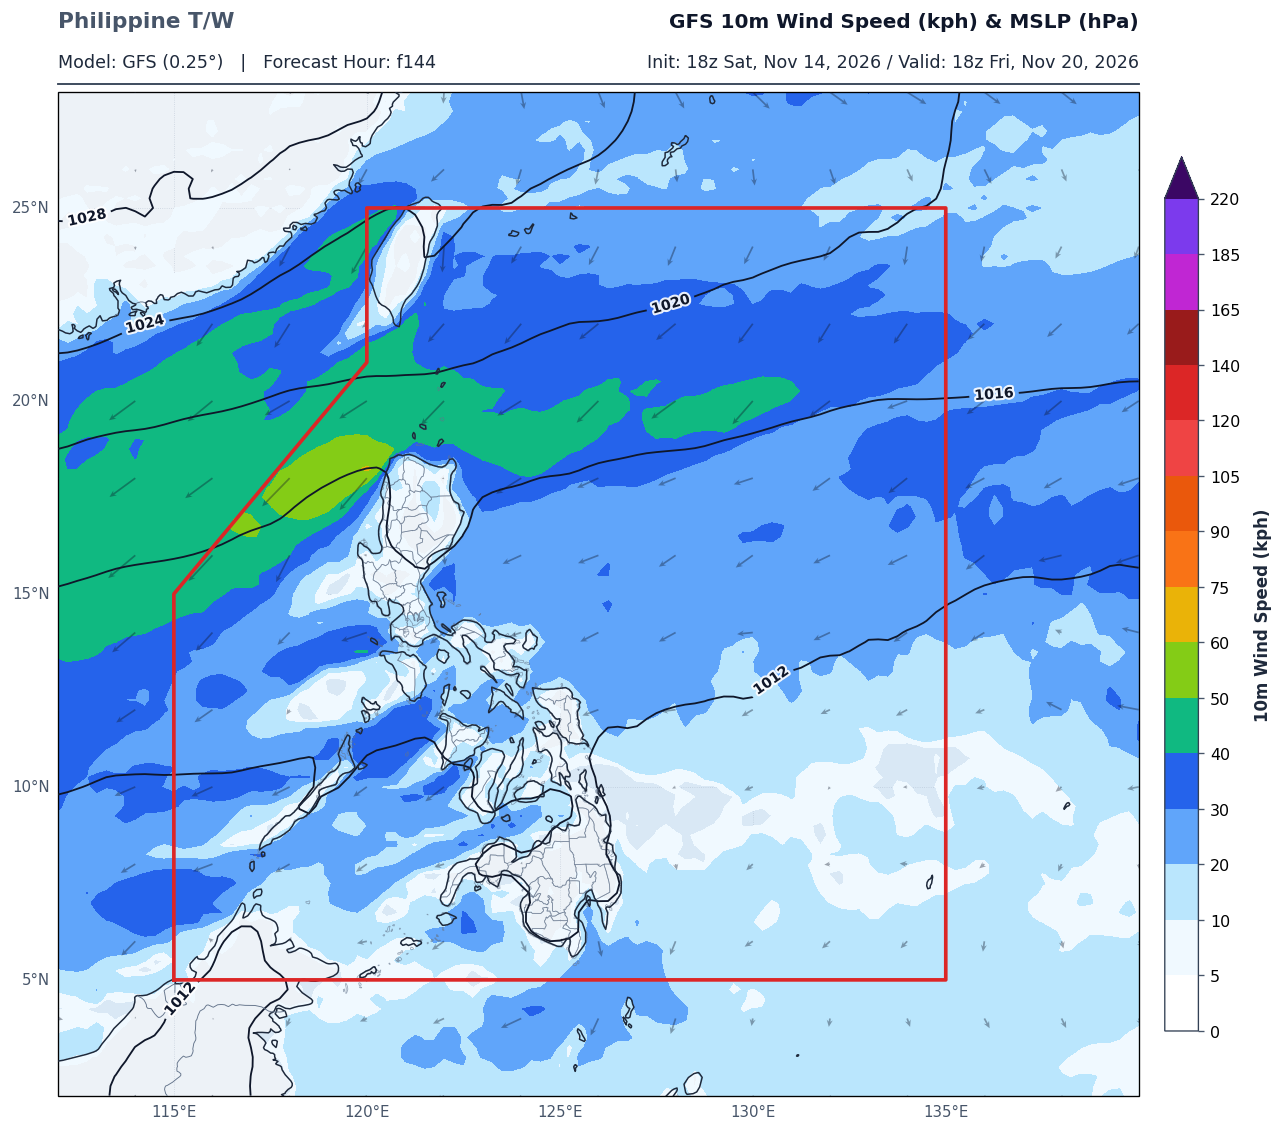 Philippine T/W
GFS 10m Wind Speed (kph) & MSLP (hPa)
Model: GFS (0.25°)   |   Forecast Hour: f144
Init: 18z Sat, Nov 14, 2026 / Valid: 18z Fri, Nov 20, 2026
1028
1024
1020
1016
1012
1012
25°N
20°N
15°N
10°N
5°N
115°E
120°E
125°E
130°E
135°E
220
185
165
140
120
105
90
75
60
50
40
30
20
10
5
0
10m Wind Speed (kph)